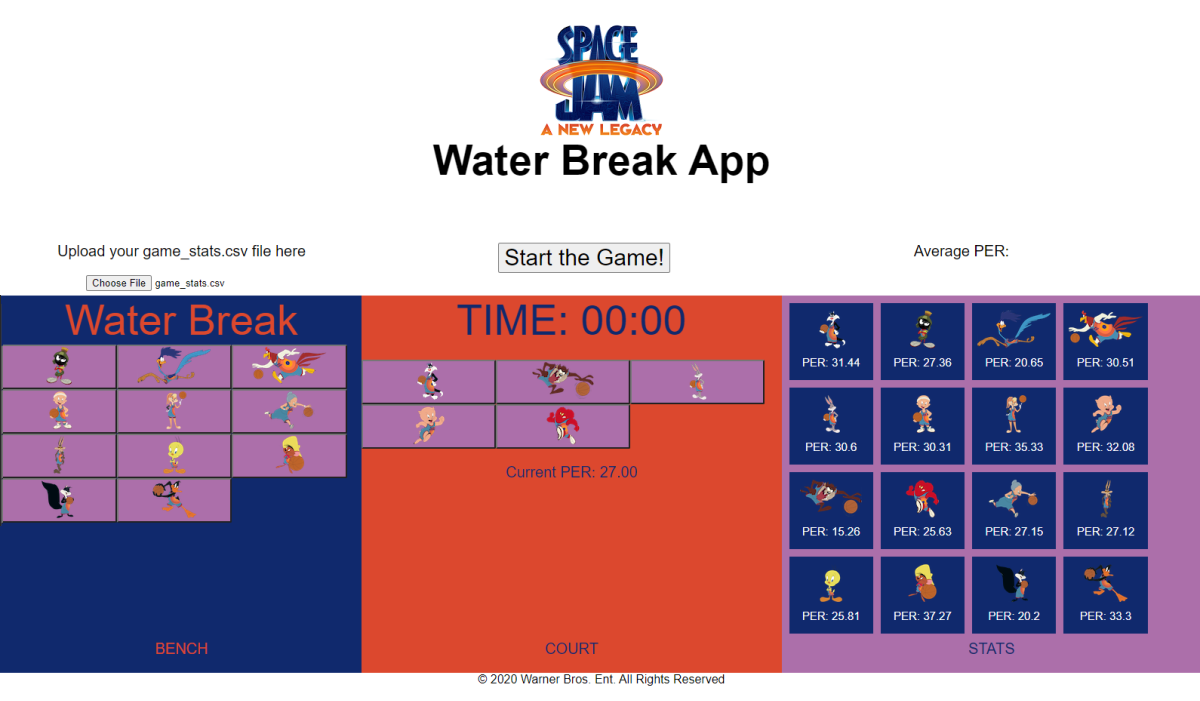 SPACE
JAM
A NEW LEGACY
Water Break App
Upload your game_stats.csv file here
Choose File game_stats.csv
Start the Game!
Average PER:
Water Break
BENCH
TIME: 00:00
Current PER: 27.00
COURT
PER: 31.44 PER: 27.36 PER: 20.65 PER: 30.51
PER: 30.6 PER: 30.31 PER: 35.33 PER: 32.08
PER: 15.26 PER: 25.63 PER: 27.15 PER: 27.12
PER: 25.81 PER: 37.27 PER: 20.2 PER: 33.3
STATS
© 2020 Warner Bros. Ent. All Rights Reserved